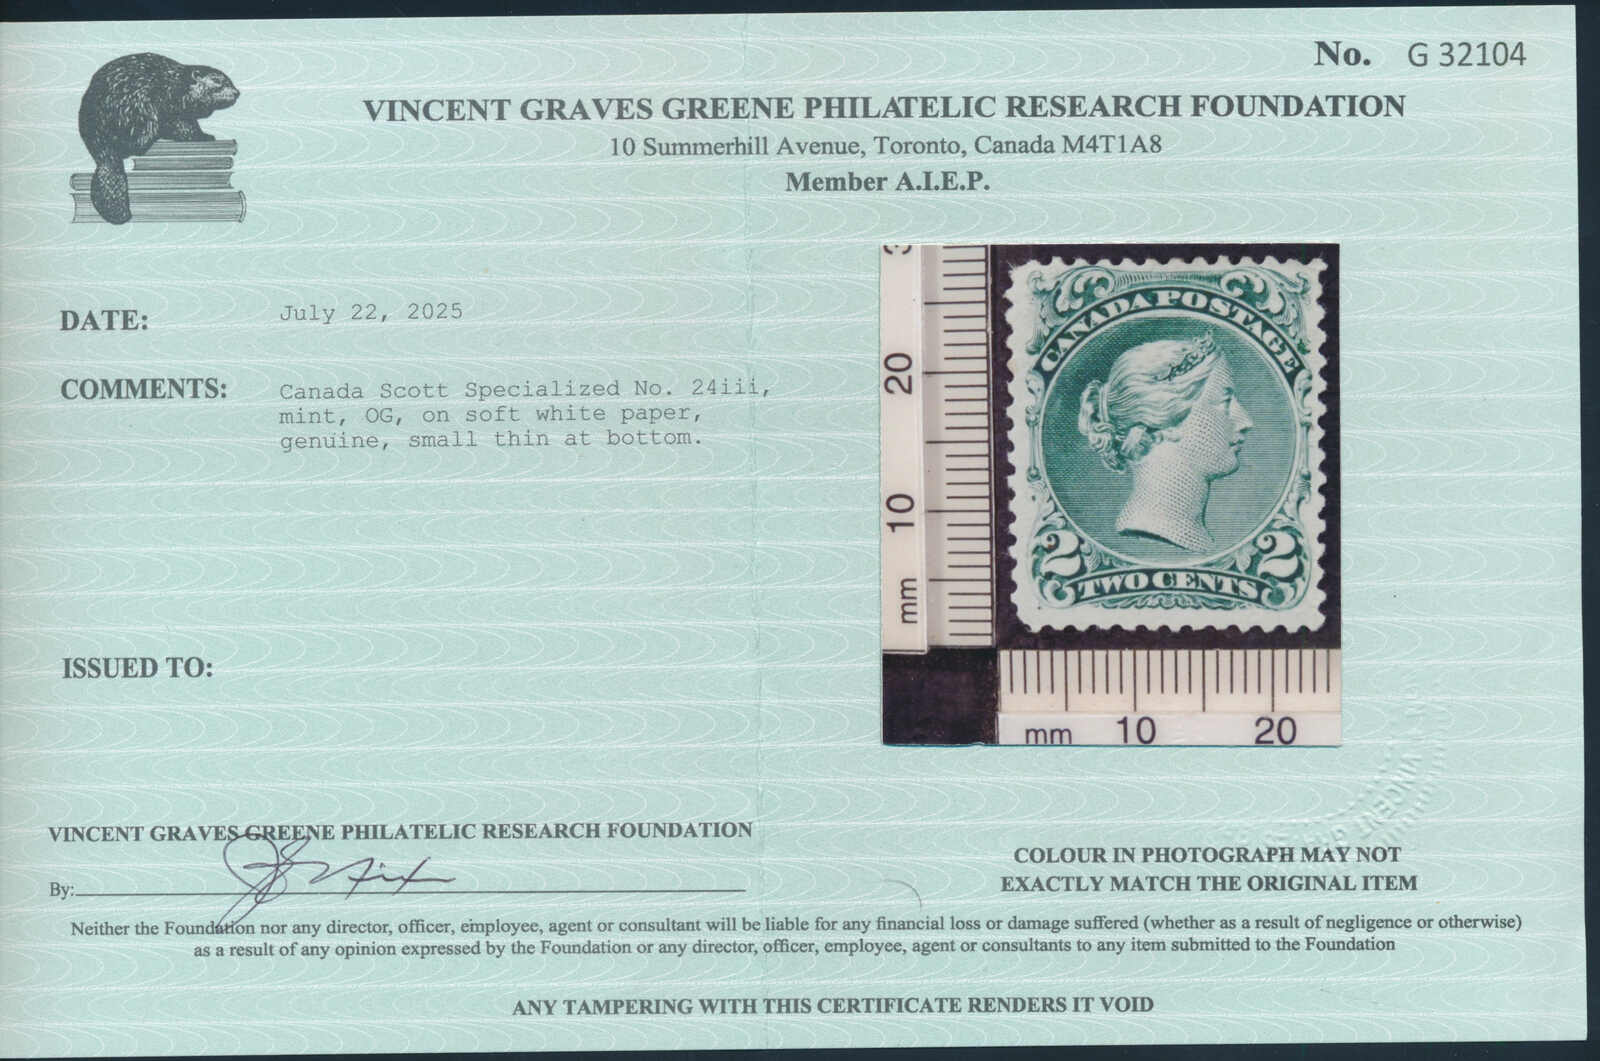 No. G 32104
VINCENT GRAVES GREENE PHILATELIC RESEARCH FOUNDATION
10 Summerhill Avenue, Toronto, Canada M4T1A8
Member A.I.E.P.
DATE: July 22, 2025
COMMENTS: Canada Scott Specialized No. 24iii,
mint, OG, on soft white paper,
genuine, small thin at bottom.
20
10
mm
CANADA POSTAGE
2 2
TWO CENTS
mm 10 20
ISSUED TO:
VINCENT GRAVES GREENE PHILATELIC RESEARCH FOUNDATION
By:
COLOUR IN PHOTOGRAPH MAY NOT
EXACTLY MATCH THE ORIGINAL ITEM
Neither the Foundation nor any director, officer, employee, agent or consultant will be liable for any financial loss or damage suffered (whether as a result of negligence or otherwise)
as a result of any opinion expressed by the Foundation or any director, officer, employee, agent or consultants to any item submitted to the Foundation
ANY TAMPERING WITH THIS CERTIFICATE RENDERS IT VOID
VINCENT